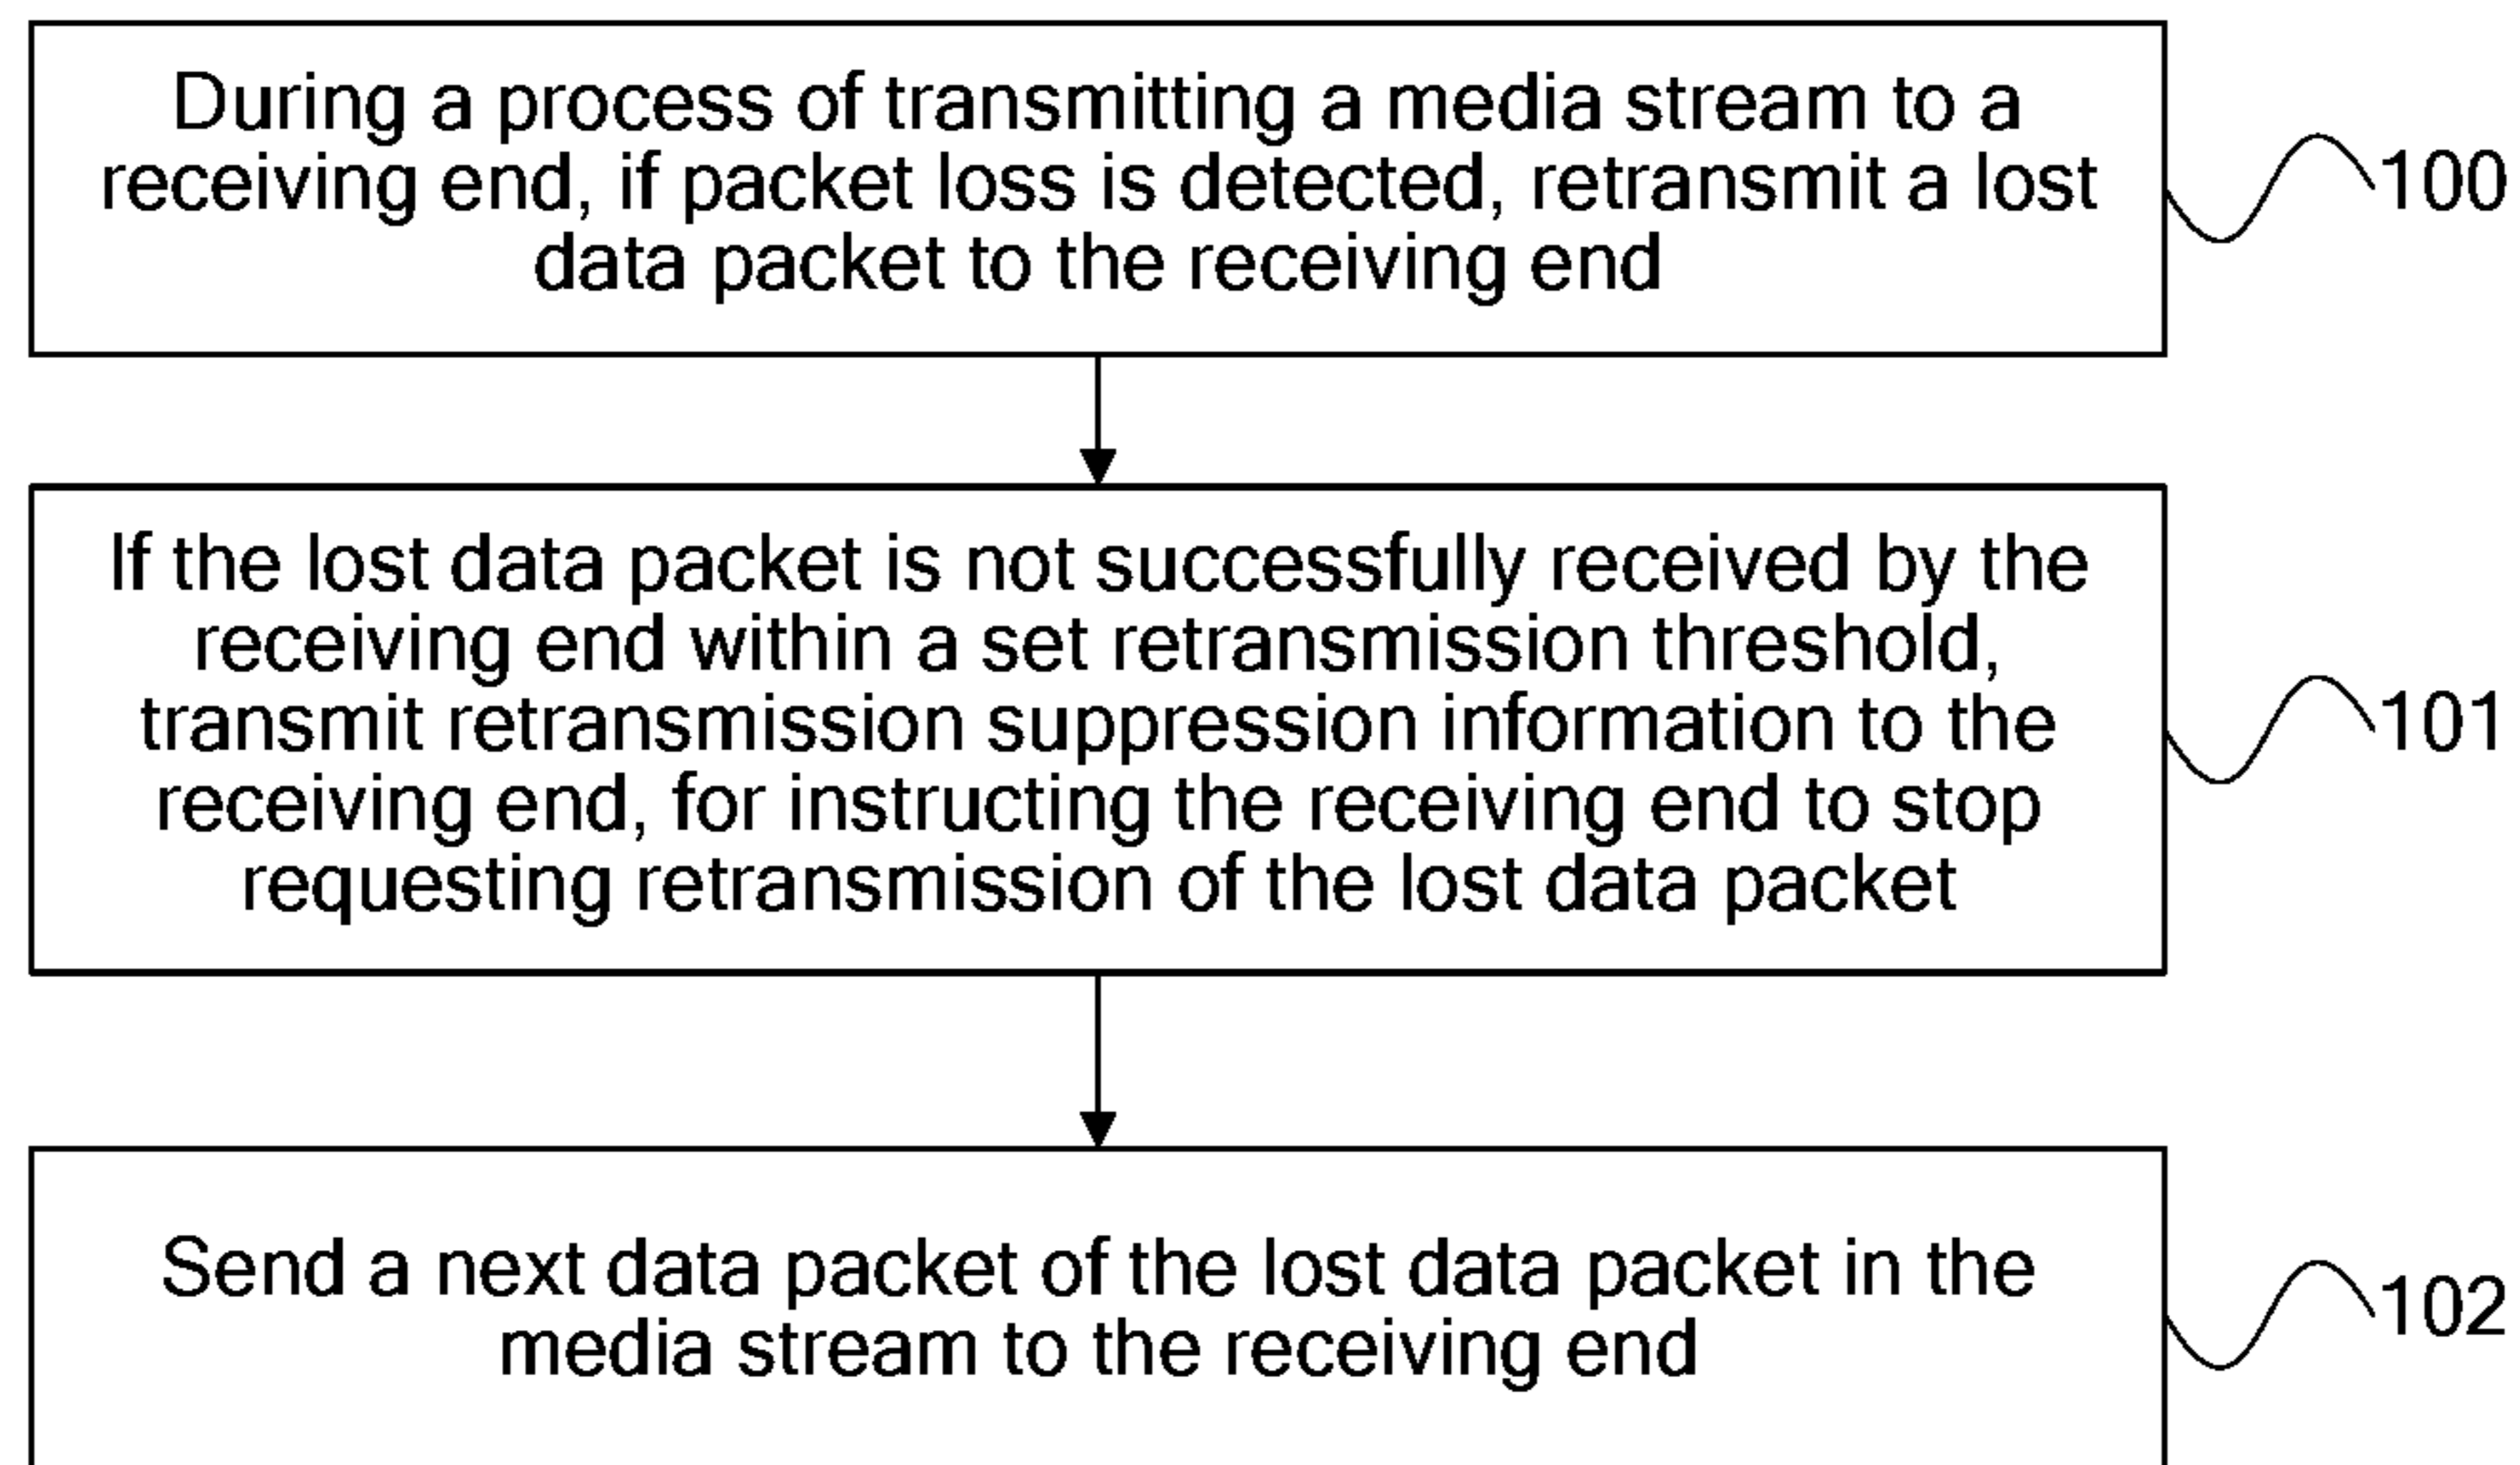 During a process of transmitting a media stream to a
receiving end, if packet loss is detected, retransmit a lost
data packet to the receiving end
100
If the lost data packet is not successfully received by the
receiving end within a set retransmission threshold,
transmit retransmission suppression information to the
receiving end, for instructing the receiving end to stop
requesting retransmission of the lost data packet
101
Send a next data packet of the lost data packet in the
media stream to the receiving end
102